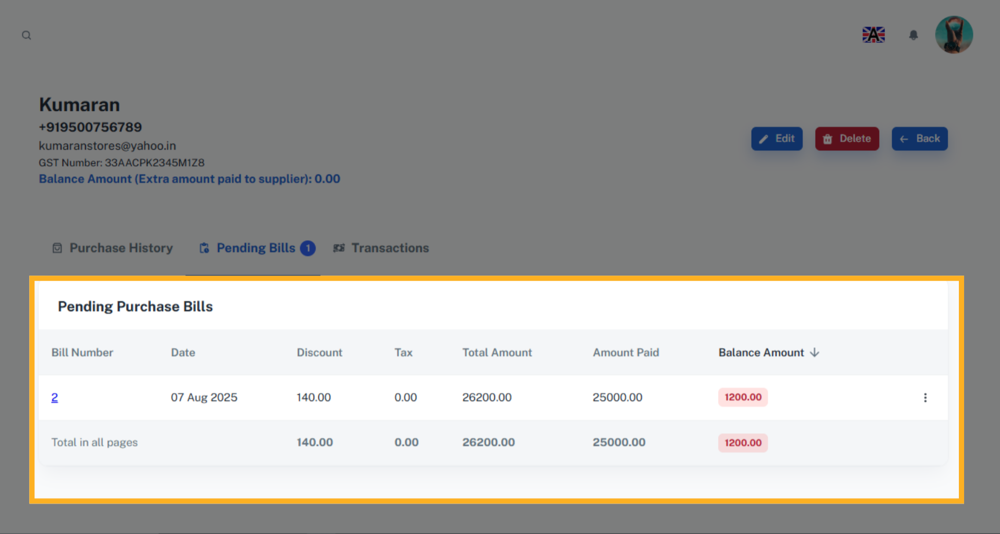 A
Kumaran
+919500756789
kumaranstores@yahoo.in
GST Number: 33AACPK2345M1Z8
Balance Amount (Extra amount paid to supplier): 0.00
Edit Delete Back
Purchase History Pending Bills 1 Transactions
Pending Purchase Bills
Bill Number Date Discount Tax Total Amount Amount Paid Balance Amount
2 07 Aug 2025 140.00 0.00 26200.00 25000.00 1200.00
Total in all pages 140.00 0.00 26200.00 25000.00 1200.00